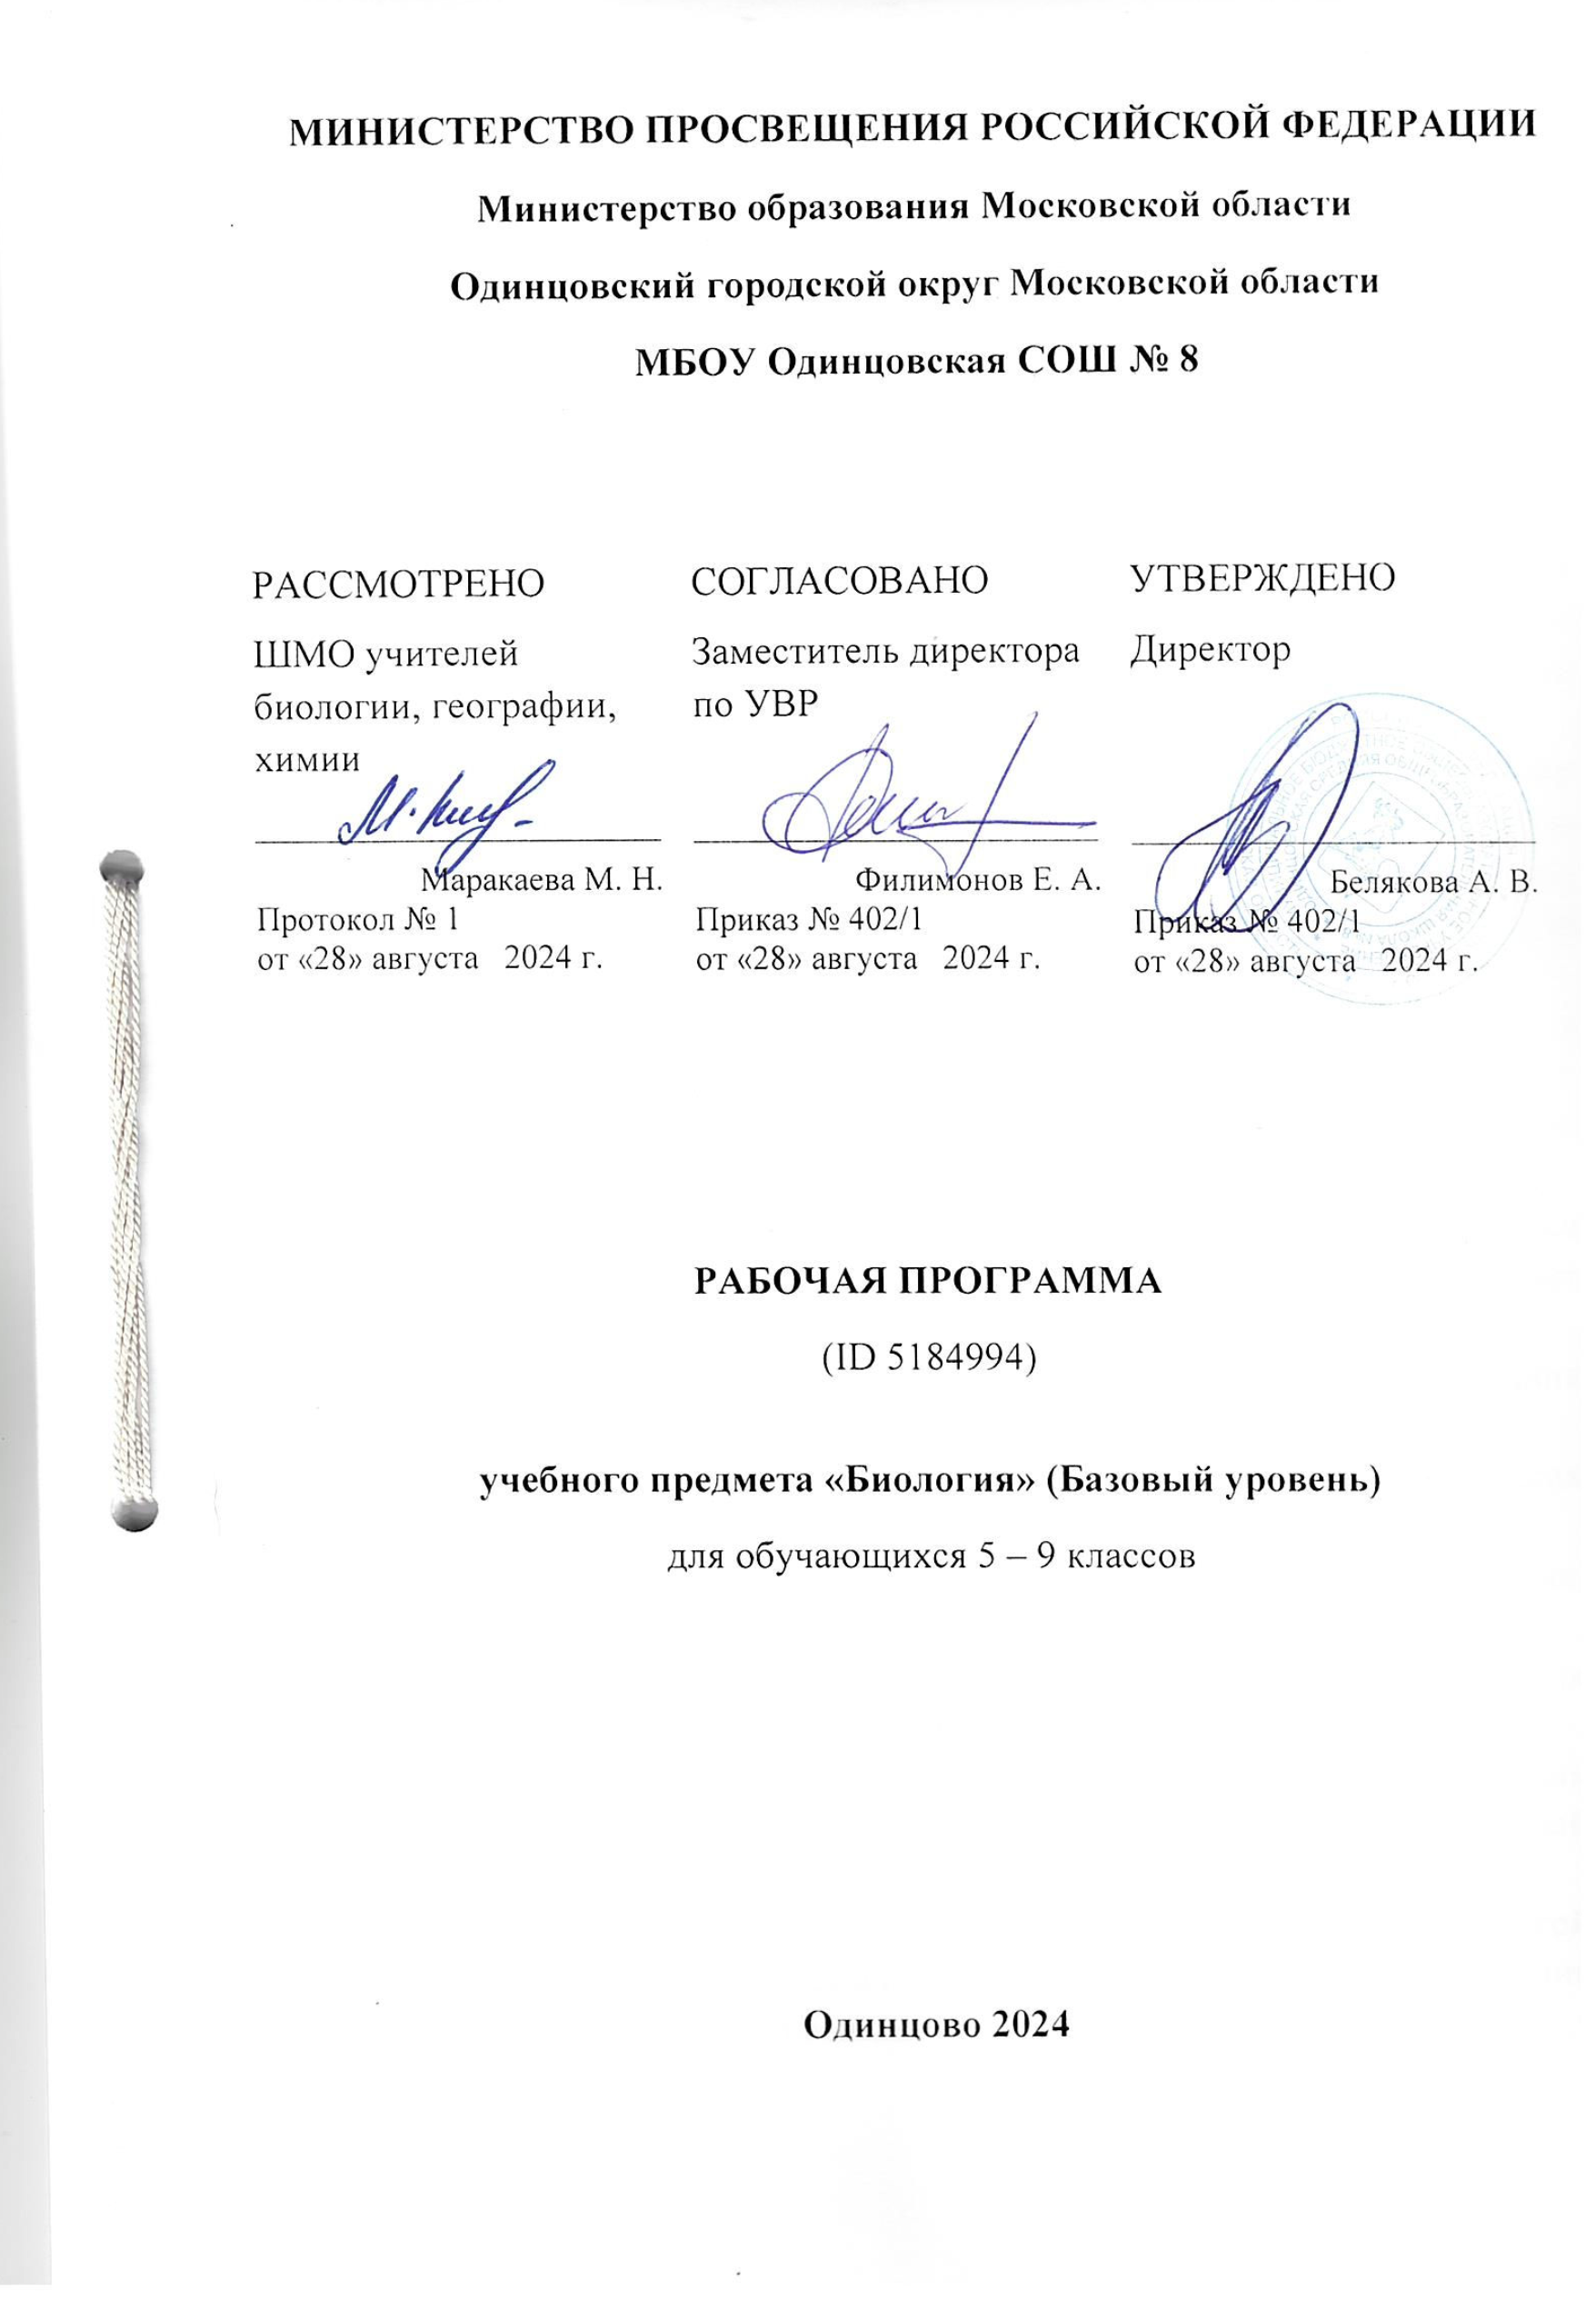 МИНИСТЕРСТВО ПРОСВЕЩЕНИЯ РОССИЙСКОЙ ФЕДЕРАЦИИ
Министерство образования Московской области
Одинцовский городской округ Московской области
МБОУ Одинцовская СОШ № 8
РАССМОТРЕНО
ШМО учителей
биологии, географии,
химии
Маракаева М. Н.
Протокол № 1
от «28» августа 2024 г.
СОГЛАСОВАНО
Заместитель директора
по УВР
Филимонов Е. А.
Приказ № 402/1
от «28» августа 2024 г.
УТВЕРЖДЕНО
Директор
Белякова А. В.
Приказ № 402/1
от «28» августа 2024 г.
РАБОЧАЯ ПРОГРАММА
(ID 5184994)
учебного предмета «Биология» (Базовый уровень)
для обучающихся 5 – 9 классов
Одинцово 2024